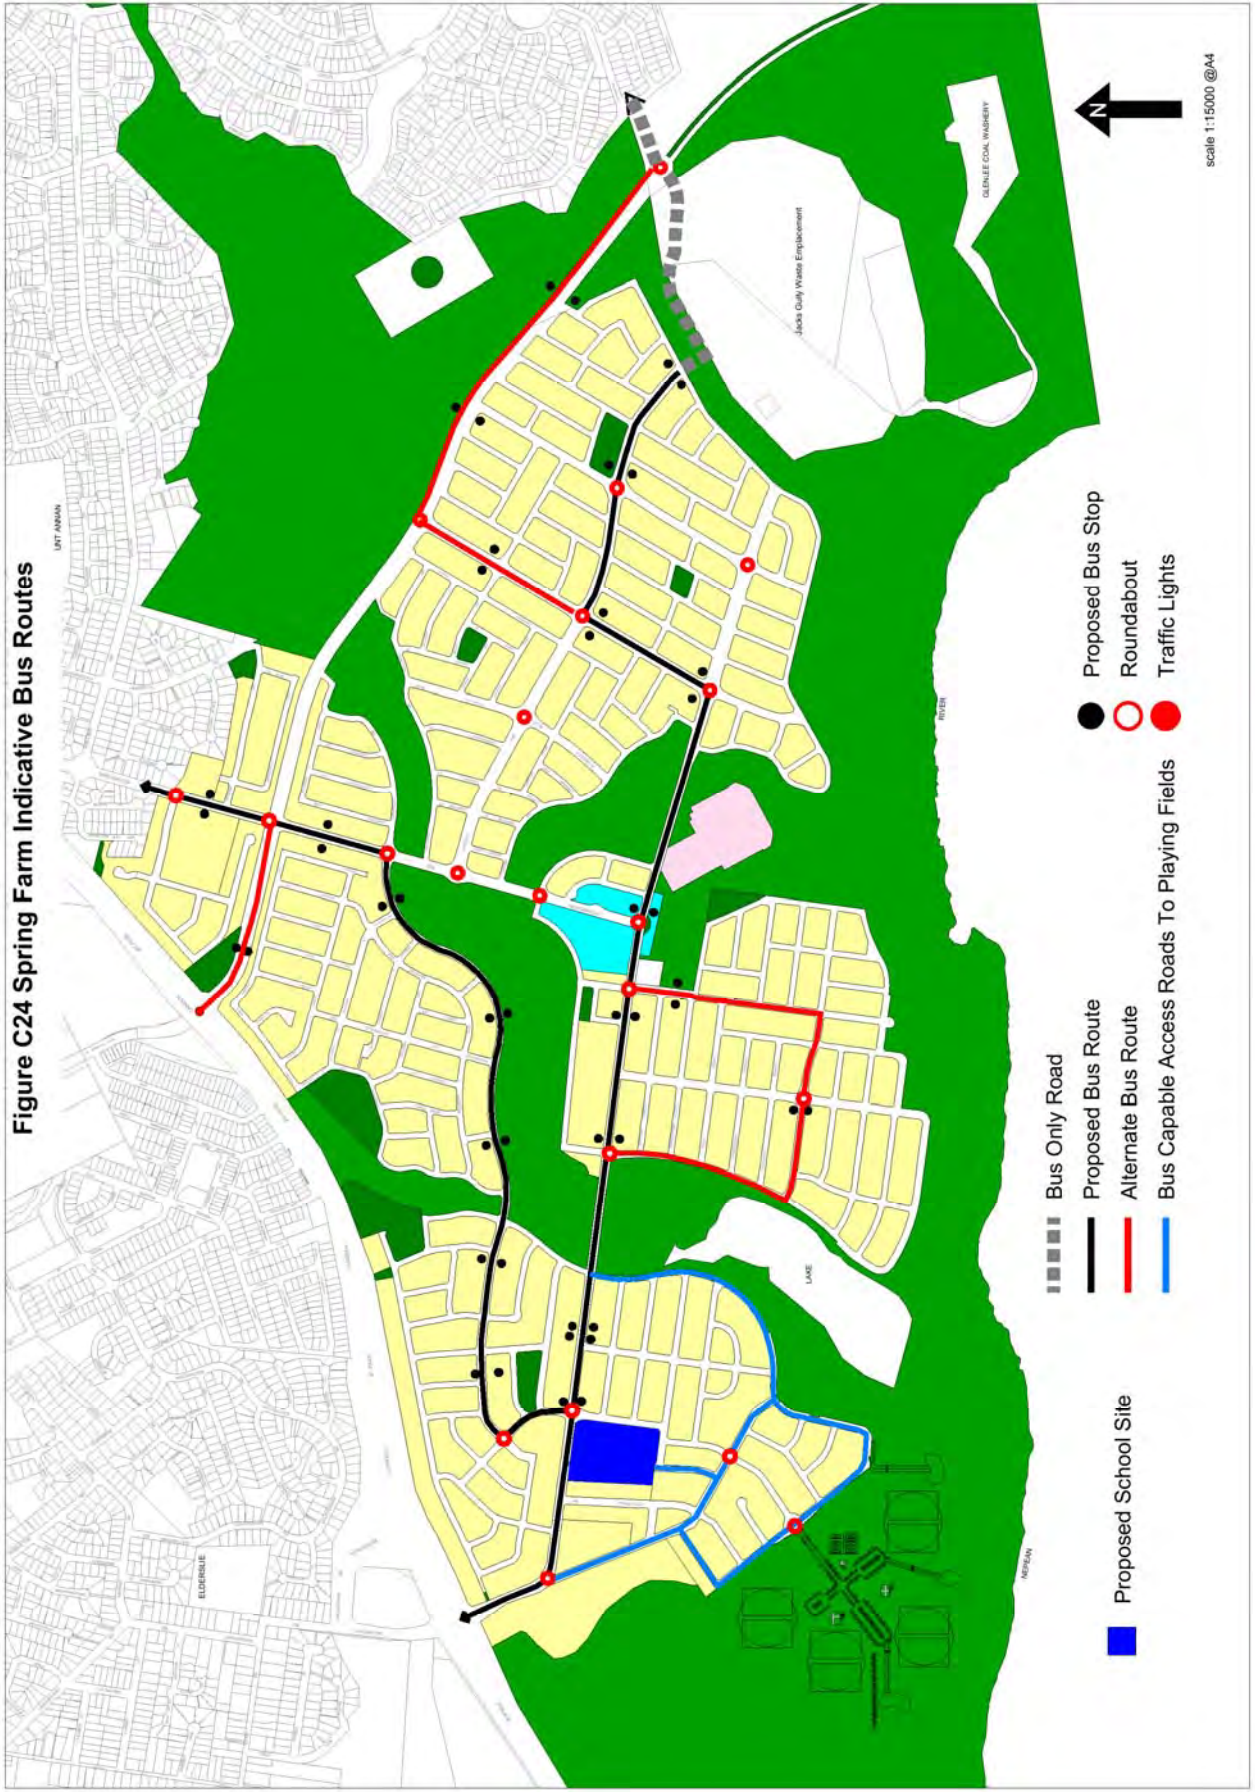 Figure C24 Spring Farm Indicative Bus Routes
UNT ANNAN
ELDERSLIE
Jacks Gully Waste Emplacement
GLENLEE COAL WASHERY
LAKE
RIVER
NEPEAN
N
scale 1:15000 @A4
Proposed School Site
Bus Only Road
Proposed Bus Route
Alternate Bus Route
Bus Capable Access Roads To Playing Fields
Proposed Bus Stop
Roundabout
Traffic Lights